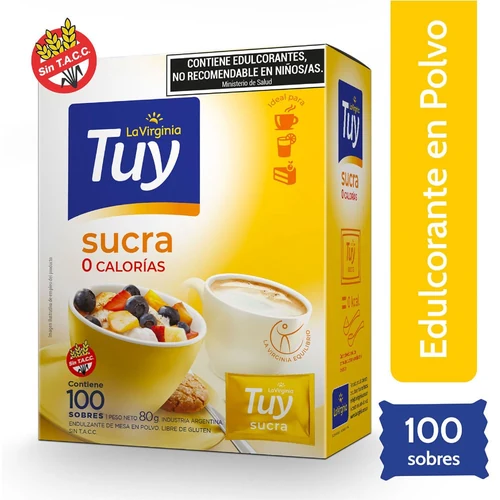 Sin T.A.C.C.
CONTIENE EDULCORANTES,
NO RECOMENDABLE EN NIÑOS/AS.
Ministerio de Salud
Ideal para
La Virginia
Tuy
sucra
0 CALORÍAS
LA VIRGINIA EQUILIBRIO
Sin T.A.C.C.
Contiene
100
SOBRES
PESO NETO 80g INDUSTRIA ARGENTINA
ENDULZANTE DE MESA EN POLVO. LIBRE DE GLUTEN
SIN T.A.C.C.
La Virginia
Tuy
sucra
Tuy
sucra
0 CALORÍAS
Tuy
Edulcorante en Polvo
100
sobres